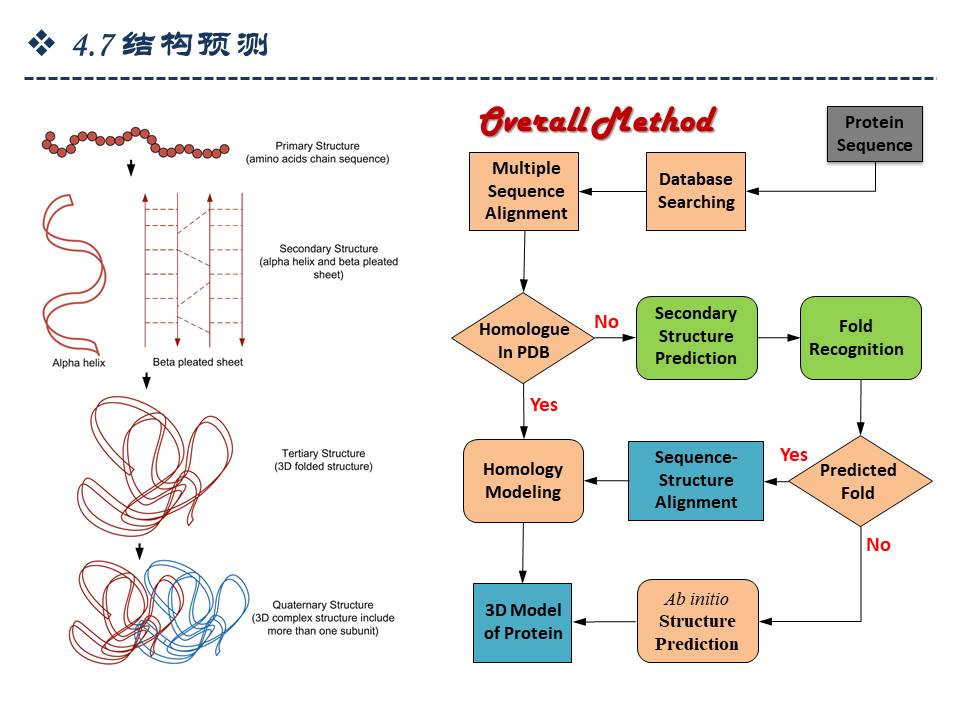 ❖ 4.7结构预测
Primary Structure
(amino acids chain sequence)
Secondary Structure
(alpha helix and beta pleated
sheet)
Alpha helix
Beta pleated sheet
Tertiary Structure
(3D folded structure)
Quaternary Structure
(3D complex structure include
more than one subunit)
Overall Method
Protein
Sequence
Database
Searching
Multiple
Sequence
Alignment
Homologue
In PDB
No
Secondary
Structure
Prediction
Fold
Recognition
Yes
Homology
Modeling
Sequence-
Structure
Alignment
Yes
Predicted
Fold
No
3D Model
of Protein
Ab initio
Structure
Prediction